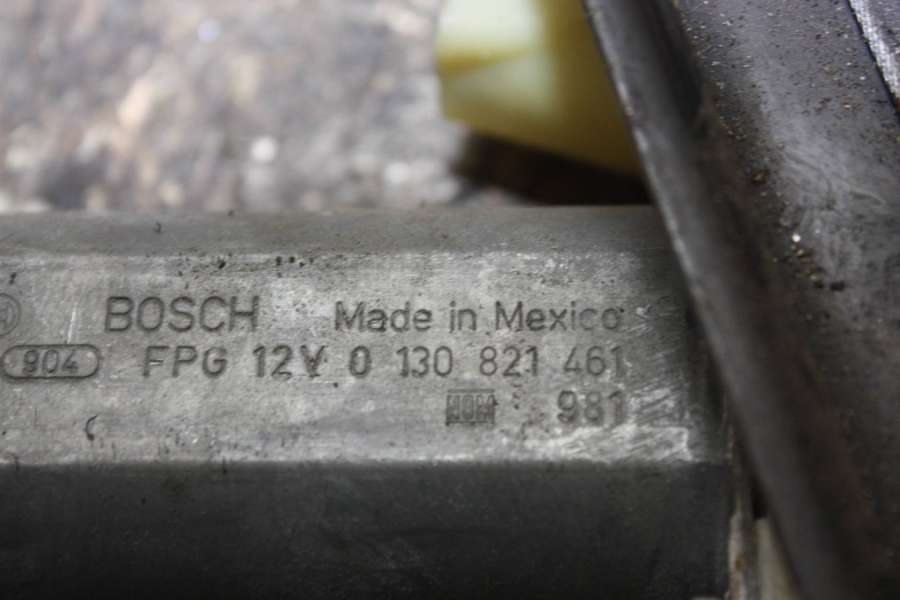 BOSCH Made in Mexico
904 FPG 12V 0 130 821 461
981